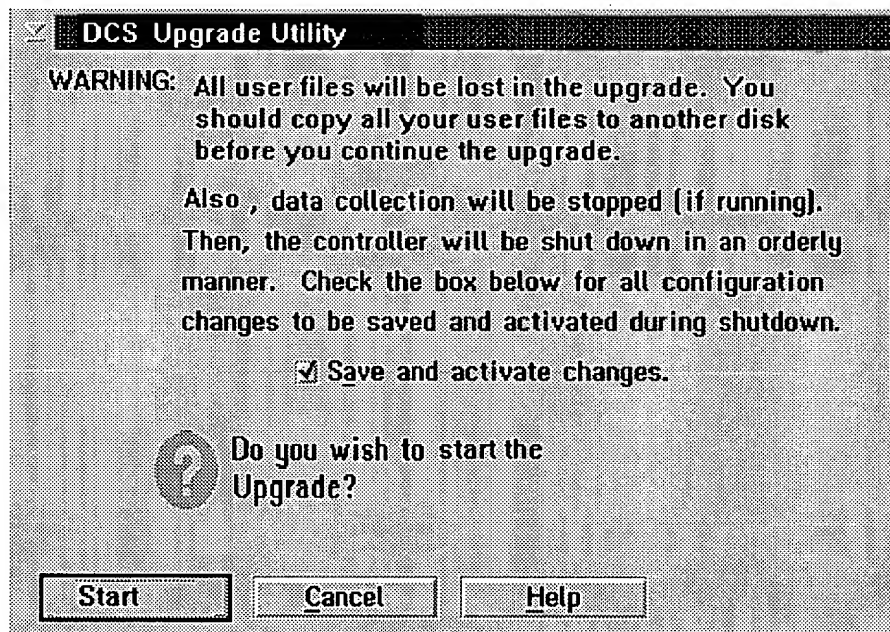 DCS Upgrade Utility
WARNING: All user files will be lost in the upgrade. You
should copy all your user files to another disk
before you continue the upgrade.
Also , data collection will be stopped (if running).
Then, the controller will be shut down in an orderly
manner. Check the box below for all configuration
changes to be saved and activated during shutdown.
Save and activate changes.
Do you wish to start the
Upgrade?
Start Cancel Help